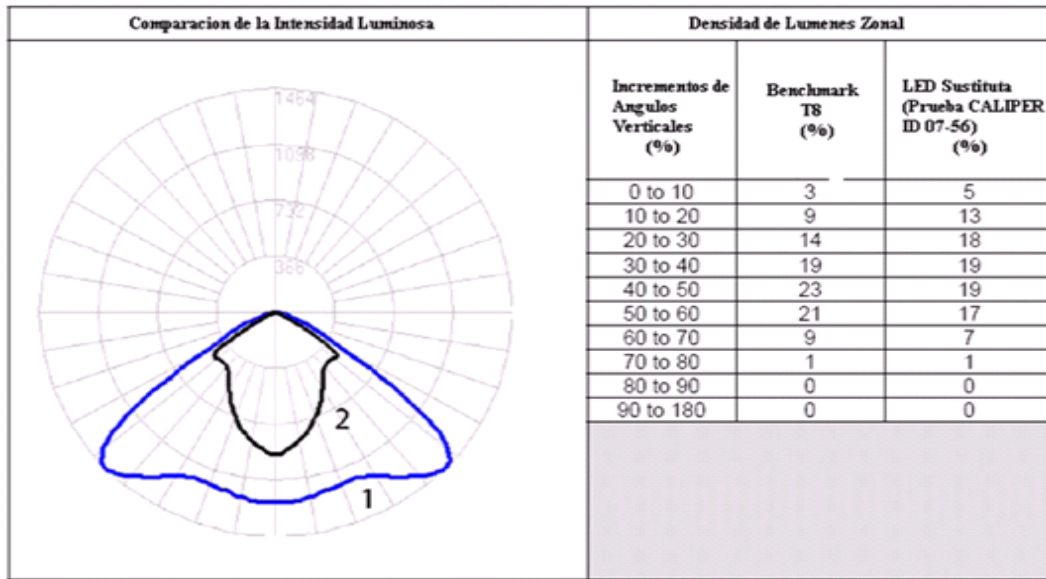 Comparacion de la Intensidad Luminosa
1464
1098
732
366
2
1
Densidad de Lumenes Zonal
Incrementos de
Angulos
Verticales
(%)
Benchmark
T8
(%)
LED Sustituta
(Prueba CALIPER
ID 07-56)
(%)
0 to 10 3 5
10 to 20 9 13
20 to 30 14 18
30 to 40 19 19
40 to 50 23 19
50 to 60 21 17
60 to 70 9 7
70 to 80 1 1
80 to 90 0 0
90 to 180 0 0